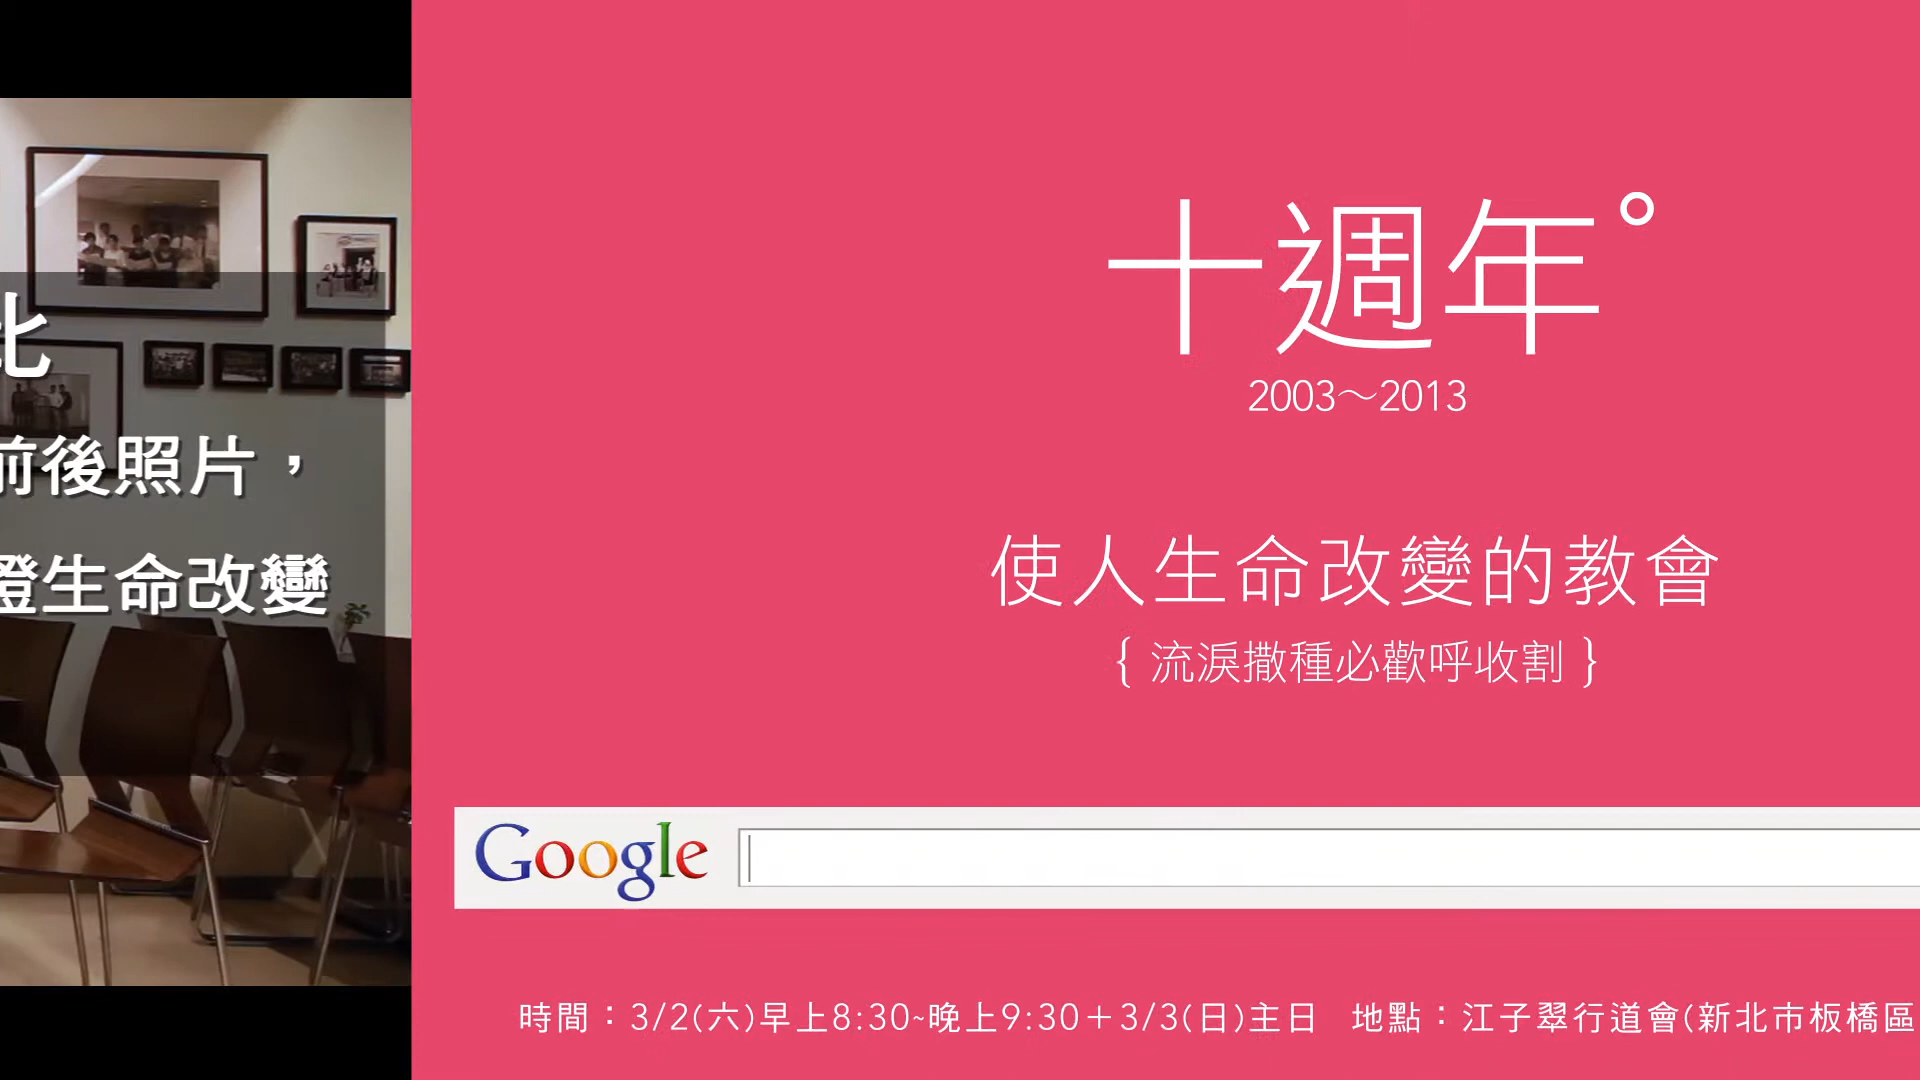 十週年°
2003～2013
使人生命改變的教會
{ 流淚撒種必歡呼收割 }
Google
時間：3/2(六)早上8:30~晚上9:30＋3/3(日)主日 地點：江子翠行道會(新北市板橋區
比
前後照片，
證生命改變